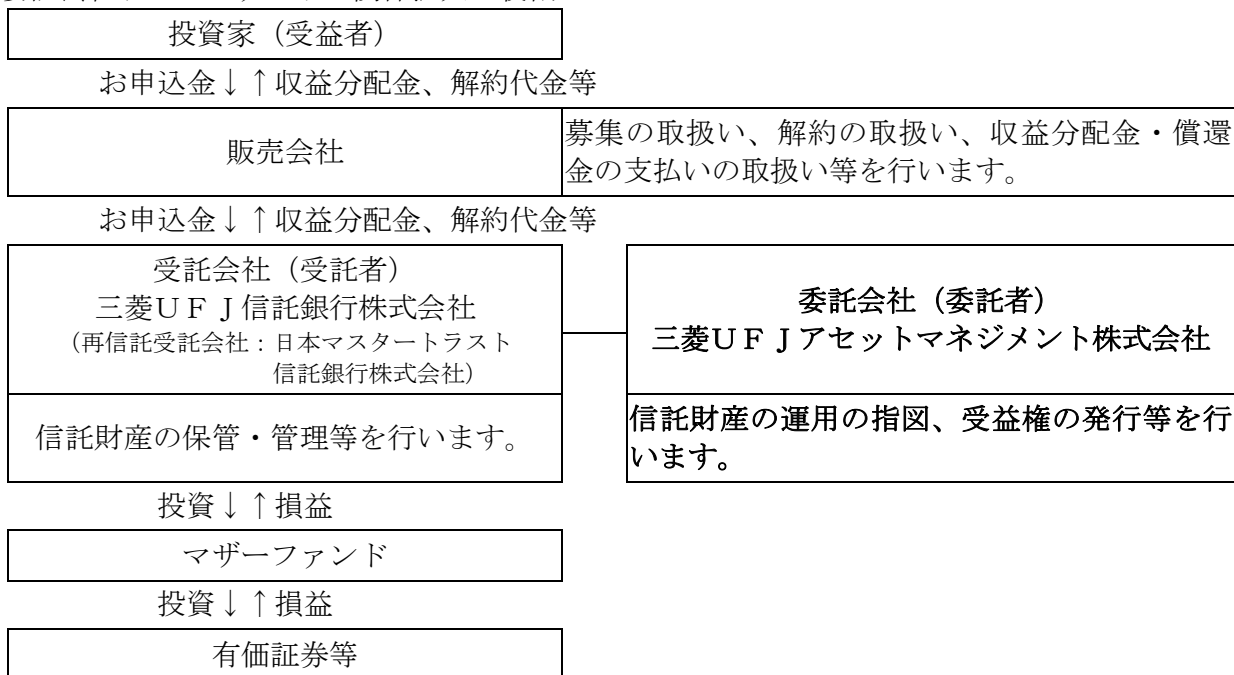 投資家（受益者）
お申込金↓↑収益分配金、解約代金等
販売会社
募集の取扱い、解約の取扱い、収益分配金・償還
金の支払いの取扱い等を行います。
お申込金↓↑収益分配金、解約代金等
受託会社（受託者）
三菱ＵＦＪ信託銀行株式会社
（再信託受託会社：日本マスタートラスト
信託銀行株式会社）
委託会社（委託者）
三菱ＵＦＪアセットマネジメント株式会社
信託財産の保管・管理等を行います。
信託財産の運用の指図、受益権の発行等を行
います。
投資↓↑損益
マザーファンド
投資↓↑損益
有価証券等